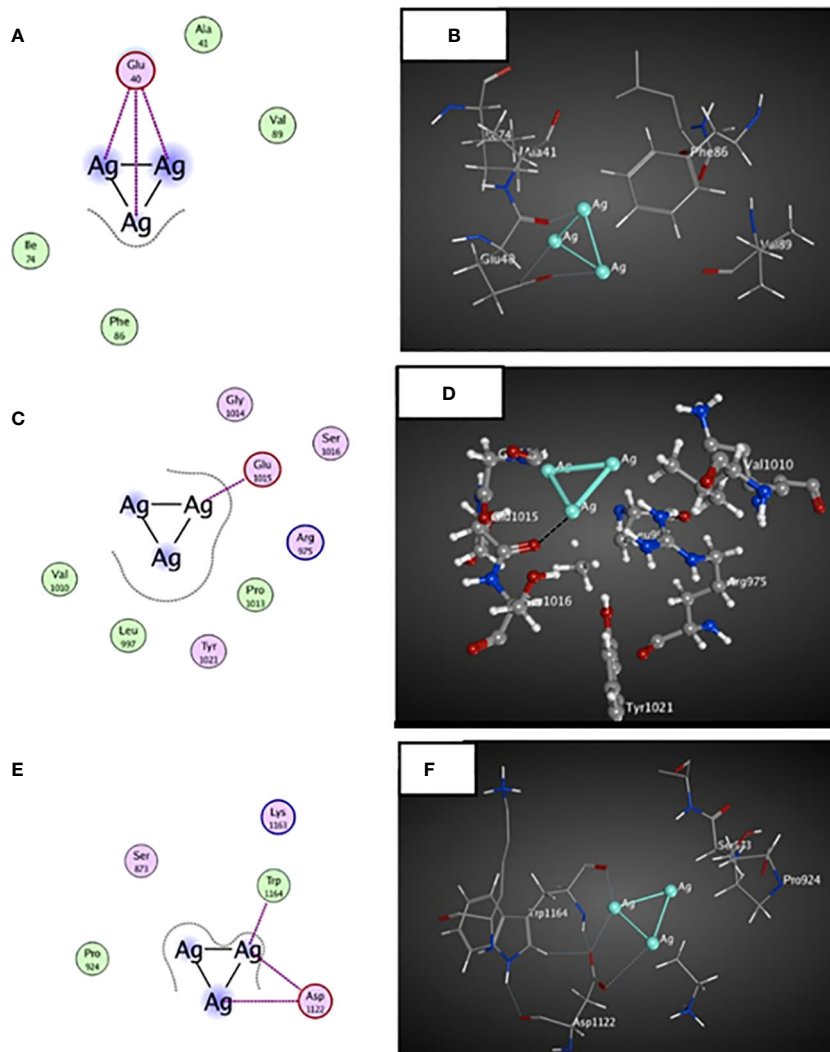 A
Ala
41
Glu
40
Val
89
Ag
Ag
Ag
Ile
74
Phe
86
B
Ala41
Phe86
Ag
Ag
Ag
Glu48
Val89
C
Gly
1014
Ser
1016
Glu
1015
Ag
Ag
Ag
Arg
975
Val
1010
Pro
1013
Leu
997
Tyr
1021
D
Ag
Ag
Val1010
Ag
1016
Arg975
Tyr1021
E
Lys
1163
Ser
873
Trp
1164
Ag
Ag
Pro
924
Ag
Asp
1122
F
Pro924
Ag
Ag
Trp1164
Ag
Asp1122